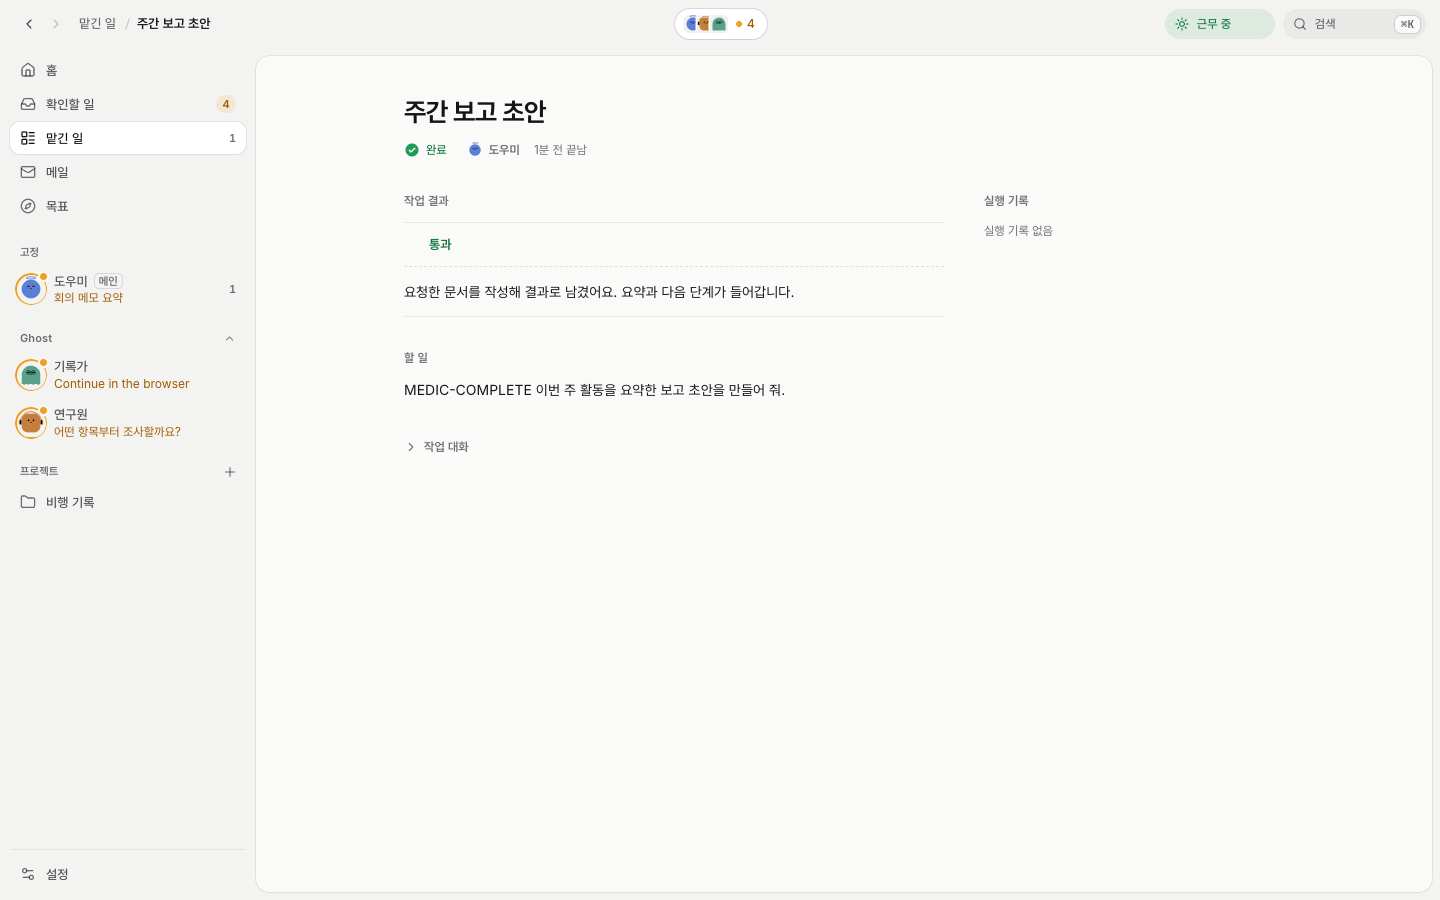 맡긴 일 / 주간 보고 초안
4
근무 중
검색
⌘K
홈
확인할 일 4
맡긴 일 1
메일
목표
고정
도우미 메인
회의 메모 요약
1
Ghost
기록가
Continue in the browser
연구원
어떤 항목부터 조사할까요?
프로젝트
비행 기록
설정
주간 보고 초안
완료 도우미 1분 전 끝남
작업 결과
통과
요청한 문서를 작성해 결과로 남겼어요. 요약과 다음 단계가 들어갑니다.
할 일
MEDIC-COMPLETE 이번 주 활동을 요약한 보고 초안을 만들어 줘.
작업 대화
실행 기록
실행 기록 없음